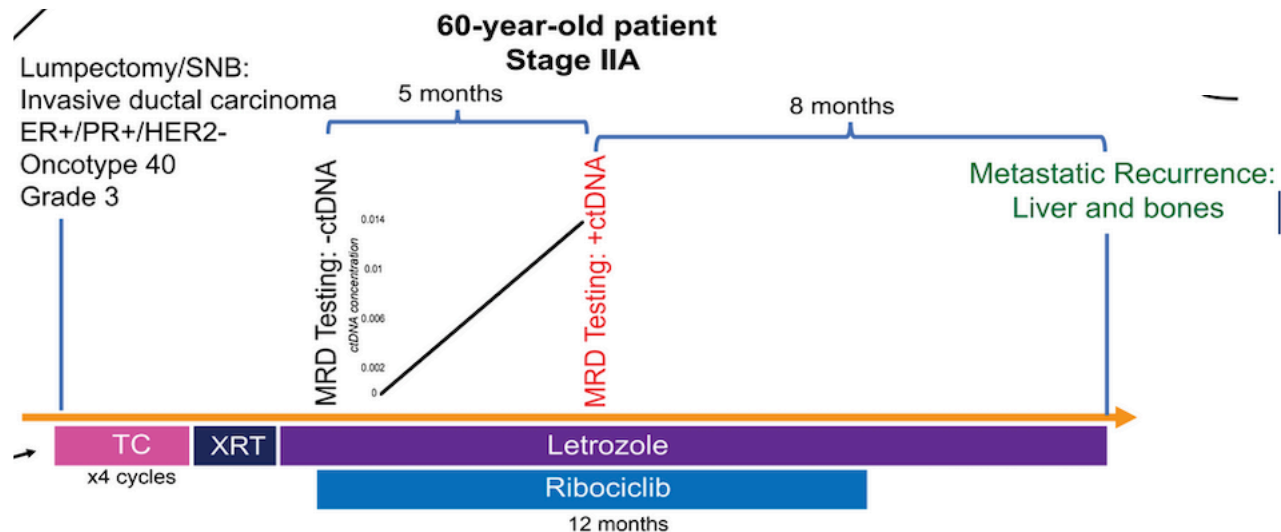 60-year-old patient
Stage IIA
Lumpectomy/SNB:
Invasive ductal carcinoma
ER+/PR+/HER2-
Oncotype 40
Grade 3
5 months
8 months
MRD Testing: -ctDNA
ctDNA concentration
0.014
0.01
0.006
0.002
0
MRD Testing: +ctDNA
Metastatic Recurrence:
Liver and bones
TC
XRT
Letrozole
x4 cycles
Ribociclib
12 months